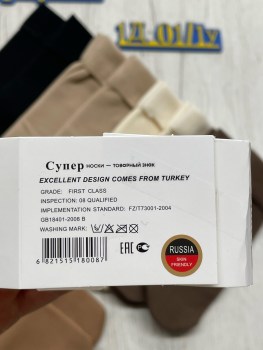 Супер носки — товарный знак
EXCELLENT DESIGN COMES FROM TURKEY
GRADE: FIRST CLASS
INSPECTION: 08 QUALIFIED
IMPLEMENTATION STANDARD: FZ/T73001-2004
GB18401-2008 B
WASHING MARK:
EAC
RUSSIA
SIGN
FRIENDLY
6 821515 180087